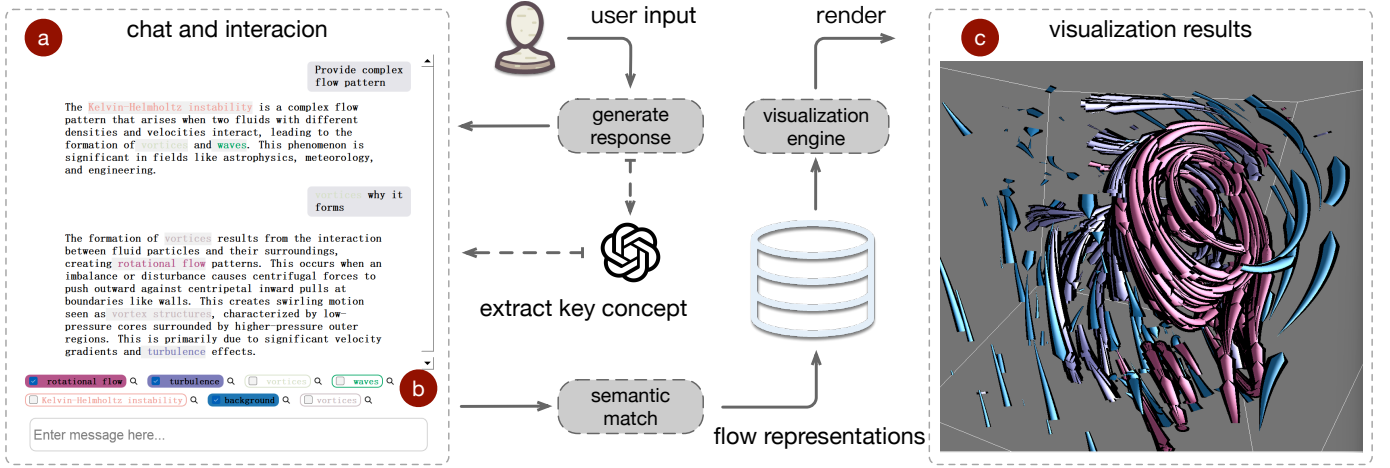 a
chat and interacion
Provide complex
flow pattern
The Kelvin-Helmholtz instability is a complex flow
pattern that arises when two fluids with different
densities and velocities interact, leading to the
formation of vortices and waves. This phenomenon is
significant in fields like astrophysics, meteorology,
and engineering.
vortices why it
forms
The formation of vortices results from the interaction
between fluid particles and their surroundings,
creating rotational flow patterns. This occurs when an
imbalance or disturbance causes centrifugal forces to
push outward against centripetal inward pulls at
boundaries like walls. This creates swirling motion
seen as vortex structures, characterized by low-
pressure cores surrounded by higher-pressure outer
regions. This is primarily due to significant velocity
gradients and turbulence effects.
rotational flow turbulence vortices waves
b
Kelvin-Helmholtz instability background vortices
Enter message here...
user input
generate
response
extract key concept
semantic
match
flow representations
visualization
engine
render
c
visualization results